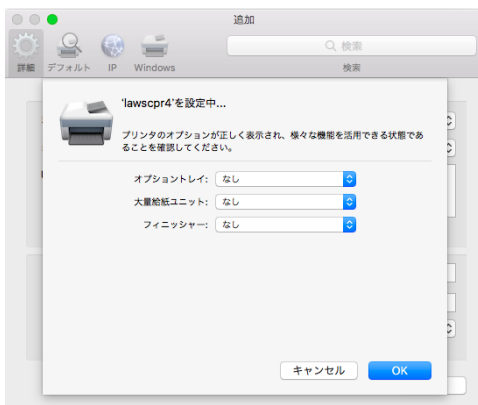 追加
検索
詳細 デフォルト IP Windows 検索
'lawscpr4'を設定中...
プリンタのオプションが正しく表示され、様々な機能を活用できる状態であ
ることを確認してください。
オプショントレイ: なし
大量給紙ユニット: なし
フィニッシャー: なし
キャンセル OK